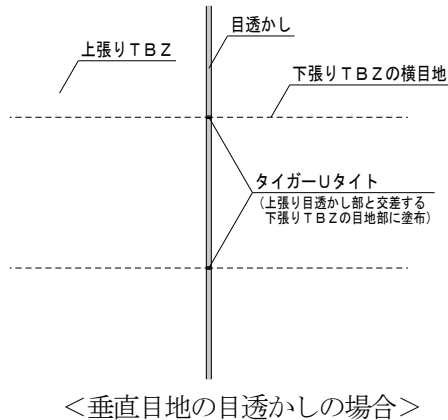 目透かし
上張りTBZ
下張りTBZの横目地
タイガーUタイト
(上張り目透かし部と交差する
下張りTBZの目地部に塗布)
＜垂直目地の目透かしの場合＞